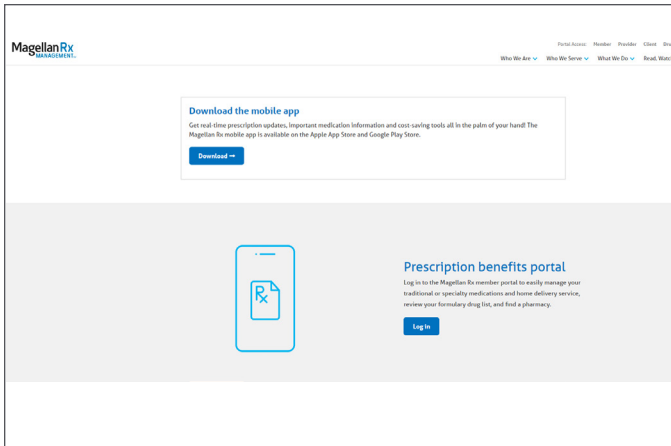 MagellanRx
MANAGEMENT
Portal Access Member Provider Client
Who We Are Who We Serve What We Do Read, Watch
Download the mobile app
Get real-time prescription updates, important medication information and cost-saving tools all in the palm of your hand! The
Magellan Rx mobile app is available on the Apple App Store and Google Play Store.
Download →
Rx
Prescription benefits portal
Log in to the Magellan Rx member portal to easily manage your
traditional or specialty medications and home delivery service,
review your formulary drug list, and find a pharmacy.
Log in